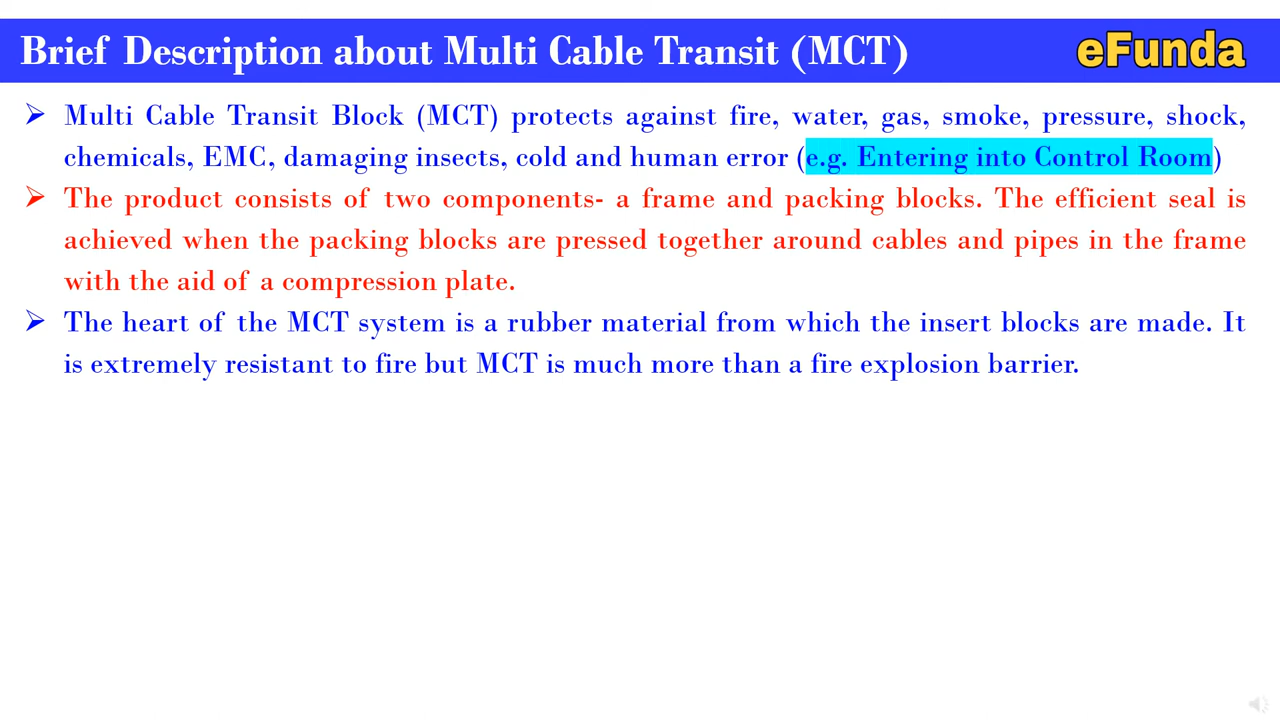 Brief Description about Multi Cable Transit (MCT)
eFunda
➢ Multi Cable Transit Block (MCT) protects against fire, water, gas, smoke, pressure, shock,
chemicals, EMC, damaging insects, cold and human error (e.g. Entering into Control Room)
➢ The product consists of two components- a frame and packing blocks. The efficient seal is
achieved when the packing blocks are pressed together around cables and pipes in the frame
with the aid of a compression plate.
➢ The heart of the MCT system is a rubber material from which the insert blocks are made. It
is extremely resistant to fire but MCT is much more than a fire explosion barrier.